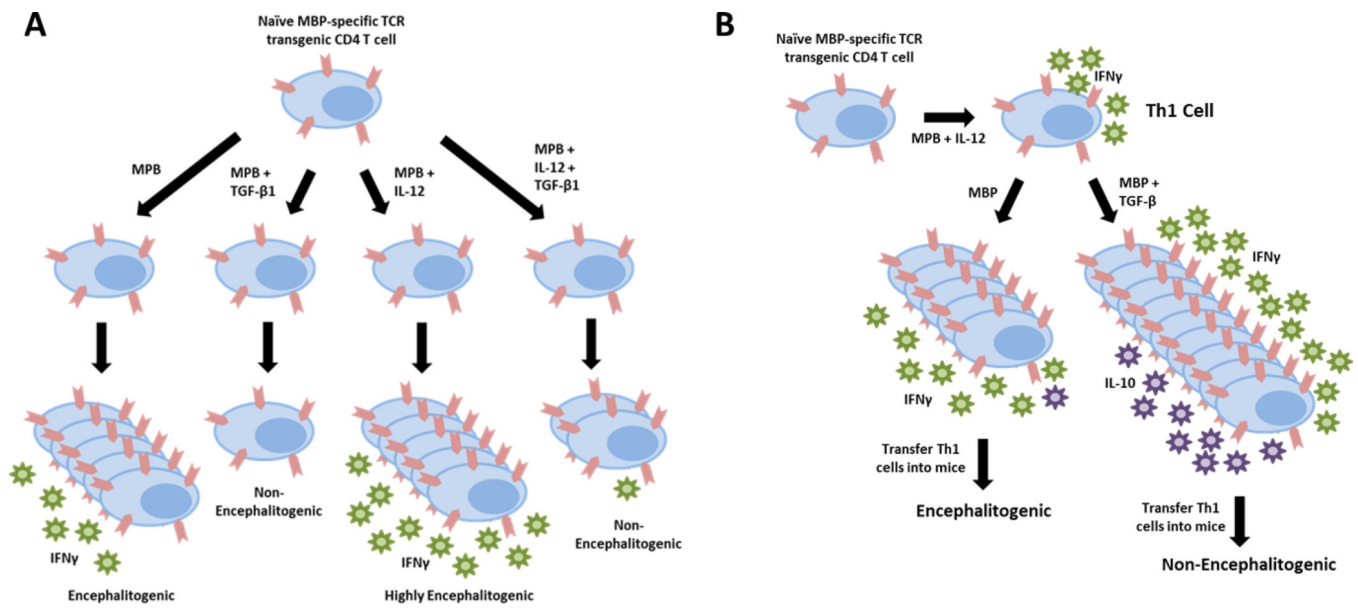 A
Naïve MBP-specific TCR
transgenic CD4 T cell
MPB
MPB +
TGF-β1
MPB +
IL-12
MPB +
IL-12 +
TGF-β1
IFNγ
Encephalitogenic
Non-
Encephalitogenic
IFNγ
Highly Encephalitogenic
Non-
Encephalitogenic
B
Naïve MBP-specific TCR
transgenic CD4 T cell
MPB + IL-12
IFNγ
Th1 Cell
MBP
MBP +
TGF-β
IFNγ
IFNγ
IL-10
Transfer Th1
cells into mice
Encephalitogenic
Transfer Th1
cells into mice
Non-Encephalitogenic